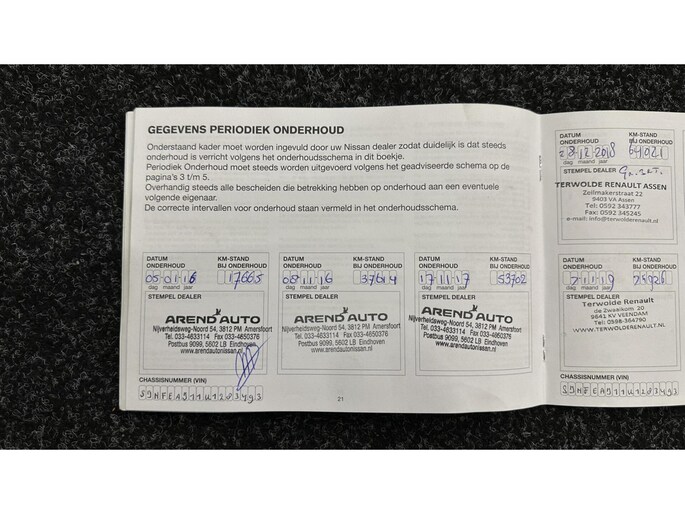 GEGEVENS PERIODIEK ONDERHOUD
Onderstaand kader moet worden ingevuld door uw Nissan dealer zodat duidelijk is dat steeds
onderhoud is verricht volgens het onderhoudsschema in dit boekje.
Periodiek Onderhoud moet steeds worden uitgevoerd volgens het geadviseerde schema op de
pagina's 3 t/m 5.
Overhandig steeds alle bescheiden die betrekking hebben op onderhoud aan een eventuele
volgende eigenaar.
De correcte intervallen voor onderhoud staan vermeld in het onderhoudsschema.
DATUM ONDERHOUD
KM-STAND BIJ ONDERHOUD
05 01 16
17665
dag maand jaar
STEMPEL DEALER
AREND AUTO
Nijverheidsweg-Noord 54, 3812 PM Amersfoort
Tel. 033-4633114 Fax 033-4650376
Postbus 9099, 5602 LB Eindhoven
www.arendautonissan.nl
DATUM ONDERHOUD
KM-STAND BIJ ONDERHOUD
08 11 16
dag maand jaar
STEMPEL DEALER
AREND AUTO
Nijverheidsweg-Noord 54, 3812 PM Amersfoort
Tel. 033-4633114 Fax 033-4650376
Postbus 9099, 5602 LB Eindhoven
www.arendautonissan.nl
DATUM ONDERHOUD
KM-STAND BIJ ONDERHOUD
17 11 17
53702
dag maand jaar
STEMPEL DEALER
AREND AUTO
Nijverheidsweg-Noord 54, 3812 PM Amersfoort
Tel. 033-4633114 Fax 033-4650376
Postbus 9099, 5602 LB Eindhoven
www.arendautonissan.nl
CHASSISNUMMER (VIN)
21
DATUM ONDERHOUD
KM-STAND BIJ ONDERHOUD
28 12 2018
64021
dag maand jaar
STEMPEL DEALER
TERWOLDE RENAULT ASSEN
Zeilmakerstraat 22
9403 VA Assen
Tel: 0592 343777
Fax: 0592 345245
e-mail: info@terwolderenault.nl
DATUM ONDERHOUD
KM-STAND BIJ ONDERHOUD
dag maand jaar
STEMPEL DEALER
Terwolde Renault
de Zwaaikom 20
9641 KV VEENDAM
Tel: 0598-364790
WWW.TERWOLDERENAULT.NL
CHASSISNUMMER (VIN)